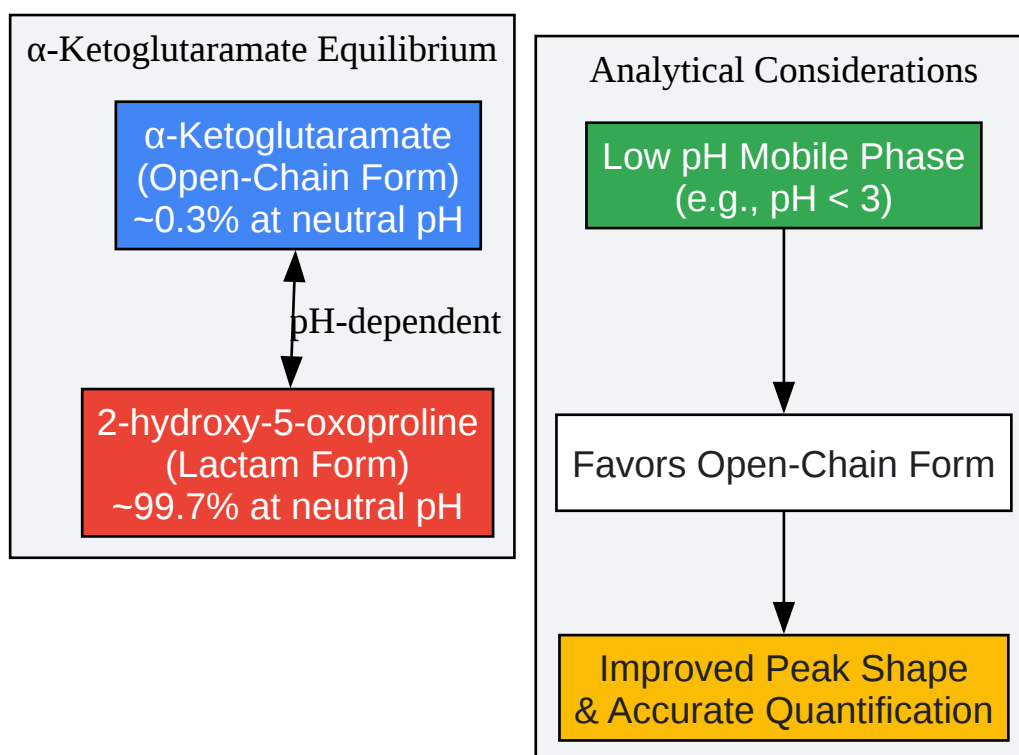 α-Ketoglutaramate Equilibrium
α-Ketoglutaramate
(Open-Chain Form)
~0.3% at neutral pH
pH-dependent
2-hydroxy-5-oxoproline
(Lactam Form)
~99.7% at neutral pH
Analytical Considerations
Low pH Mobile Phase
(e.g., pH < 3)
Favors Open-Chain Form
Improved Peak Shape
& Accurate Quantification